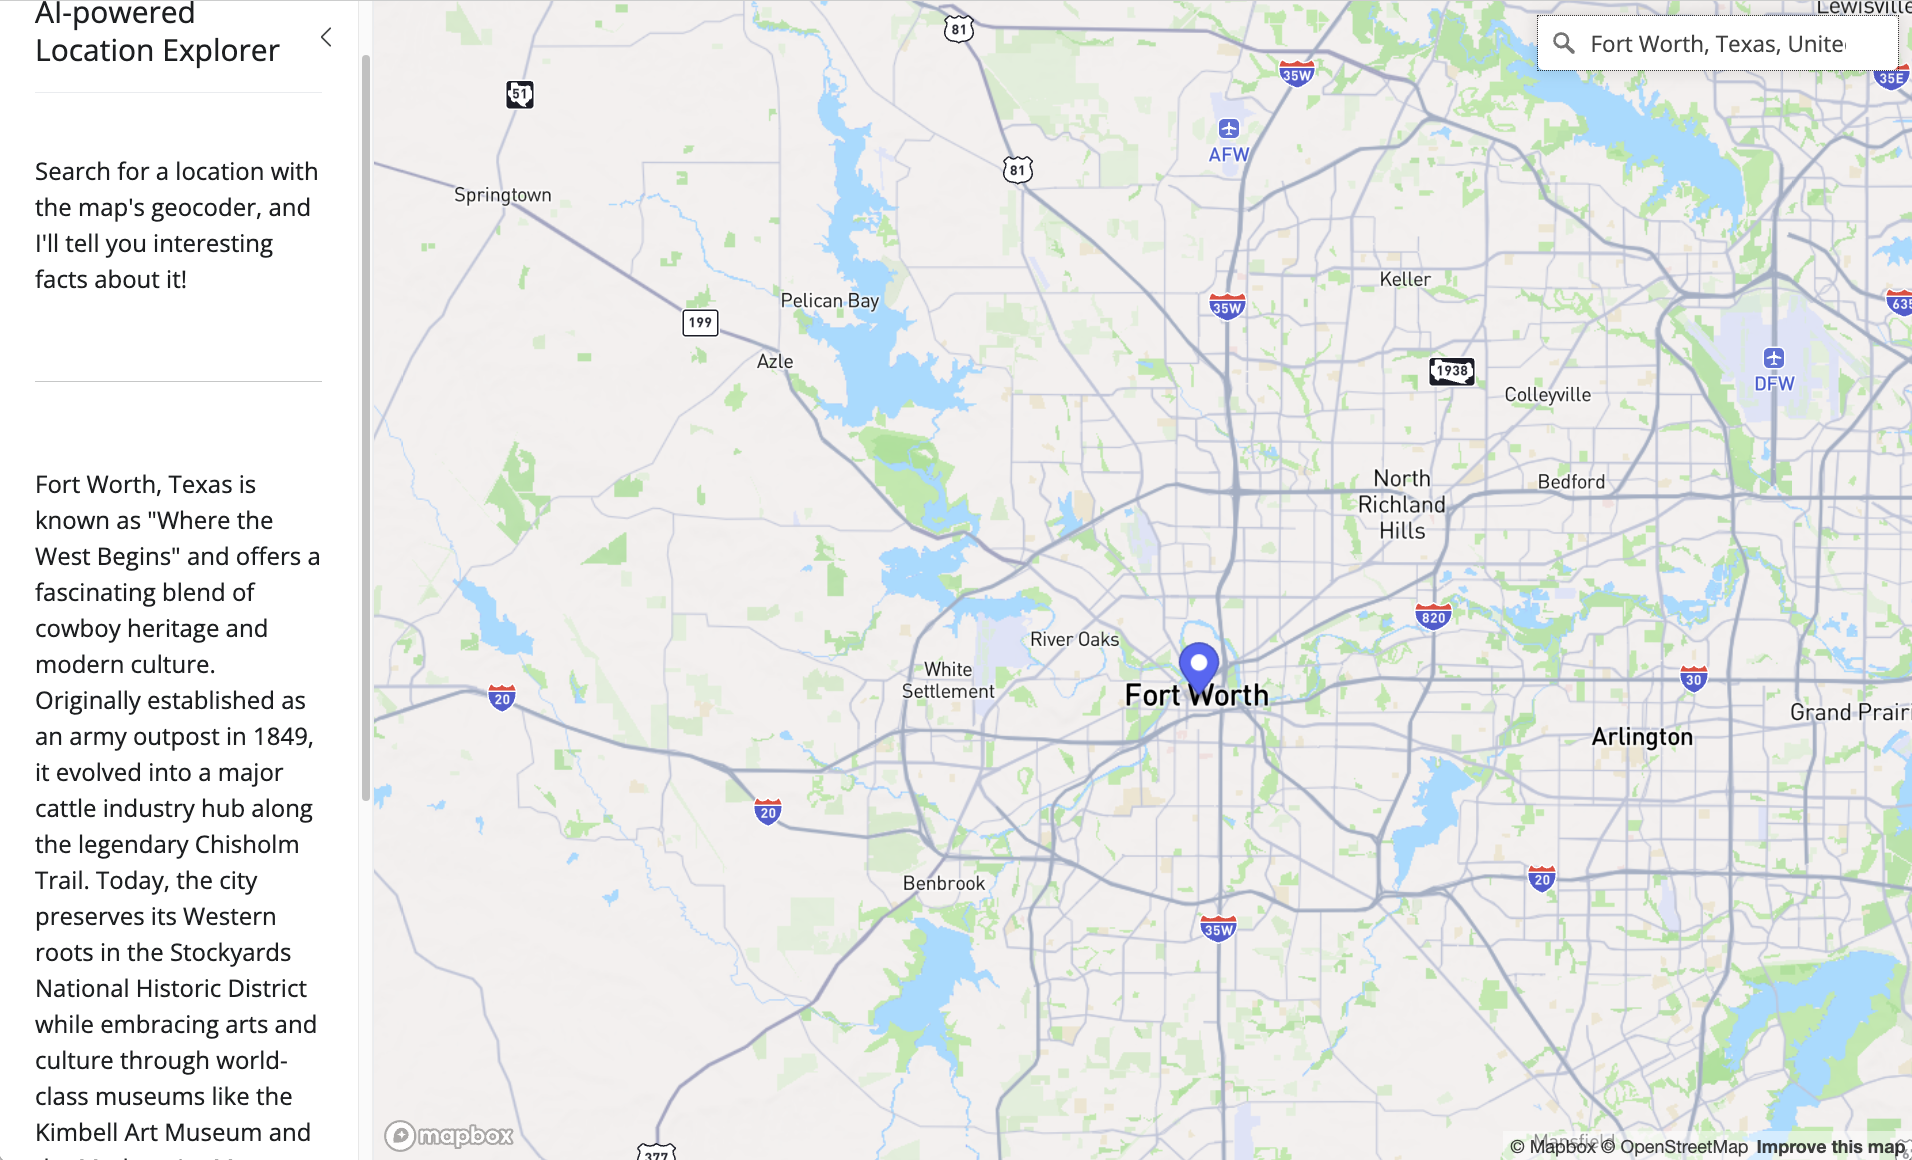 AI-powered
Location Explorer
Search for a location with
the map's geocoder, and
I'll tell you interesting
facts about it!
Fort Worth, Texas is
known as "Where the
West Begins" and offers a
fascinating blend of
cowboy heritage and
modern culture.
Originally established as
an army outpost in 1849,
it evolved into a major
cattle industry hub along
the legendary Chisholm
Trail. Today, the city
preserves its Western
roots in the Stockyards
National Historic District
while embracing arts and
culture through world-
class museums like the
Kimbell Art Museum and
Lewisville
Fort Worth, Texas, Unite
81
35W
35E
51
AFW
81
Springtown
Keller
Pelican Bay
35W
635
199
Azle
1938
DFW
Colleyville
North
Richland
Hills
Bedford
820
River Oaks
White
Settlement
Fort Worth
30
20
Grand Prairi
Arlington
20
Benbrook
20
35W
mapbox
377
Mansfield
© Mapbox © OpenStreetMap Improve this map